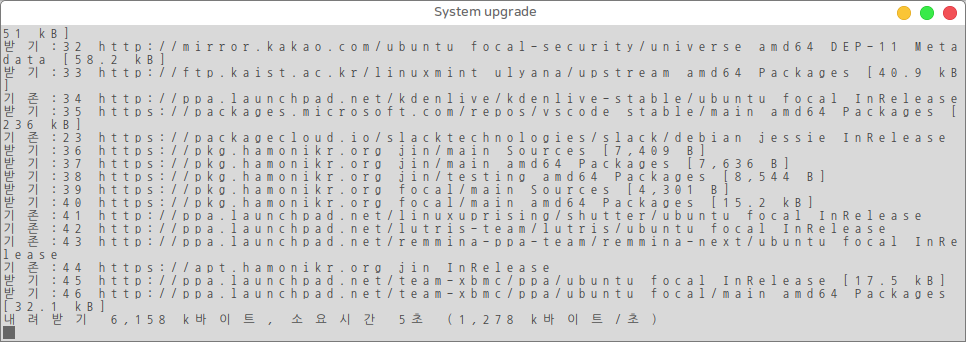 System upgrade
51 kB]
받기:32 http://mirror.kakao.com/ubuntu focal-security/universe amd64 DEP-11 Meta
data [58.2 kB]
받기:33 http://ftp.kaist.ac.kr/linuxmint ulyana/upstream amd64 Packages [40.9 kB
]
기존:34 http://ppa.launchpad.net/kdenlive/kdenlive-stable/ubuntu focal InRelease
받기:35 https://packages.microsoft.com/repos/vscode stable/main amd64 Packages [
236 kB]
기존:23 https://packagecloud.io/slacktechnologies/slack/debian jessie InRelease
받기:36 https://pkg.hamonikr.org jin/main Sources [7,409 B]
받기:37 https://pkg.hamonikr.org jin/main amd64 Packages [7,636 B]
받기:38 https://pkg.hamonikr.org jin/testing amd64 Packages [8,544 B]
받기:39 https://pkg.hamonikr.org focal/main Sources [4,301 B]
받기:40 https://pkg.hamonikr.org focal/main amd64 Packages [15.2 kB]
기존:41 http://ppa.launchpad.net/linuxuprising/shutter/ubuntu focal InRelease
기존:42 http://ppa.launchpad.net/lutris-team/lutris/ubuntu focal InRelease
기존:43 http://ppa.launchpad.net/remmina-ppa-team/remmina-next/ubuntu focal InRe
lease
기존:44 https://apt.hamonikr.org jin InRelease
받기:45 http://ppa.launchpad.net/team-xbmc/ppa/ubuntu focal InRelease [17.5 kB]
받기:46 http://ppa.launchpad.net/team-xbmc/ppa/ubuntu focal/main amd64 Packages
[32.1 kB]
내려받기 6,158 k바이트, 소요시간 5초 (1,278 k바이트/초)